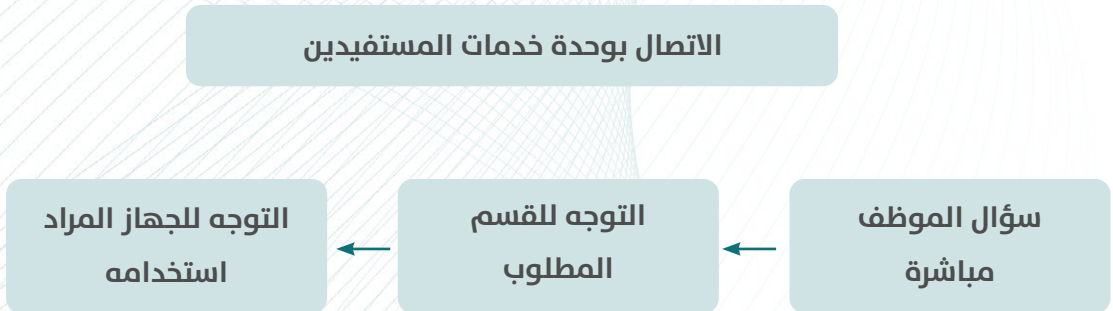 الاتصال بوحدة خدمات المستفيدين
سؤال الموظف
مباشرة
التوجه للقسم
المطلوب
التوجه للجهاز المراد
استخدامه